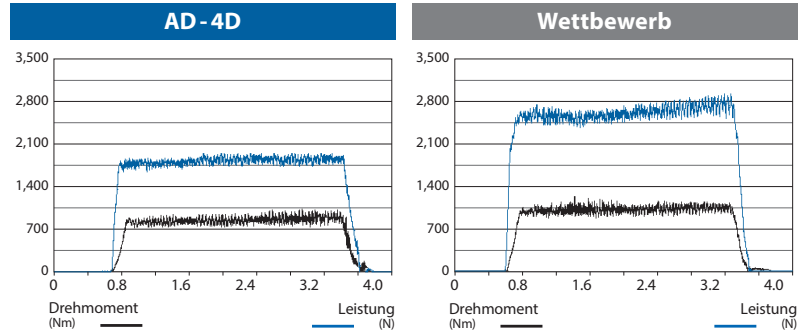 AD-4D
3,500
2,800
2,100
1,400
700
0
0 0.8 1.6 2.4 3.2 4.0
Drehmoment
(Nm)
Leistung
(N)
Wettbewerb
3,500
2,800
2,100
1,400
700
0
0 0.8 1.6 2.4 3.2 4.0
Drehmoment
(Nm)
Leistung
(N)